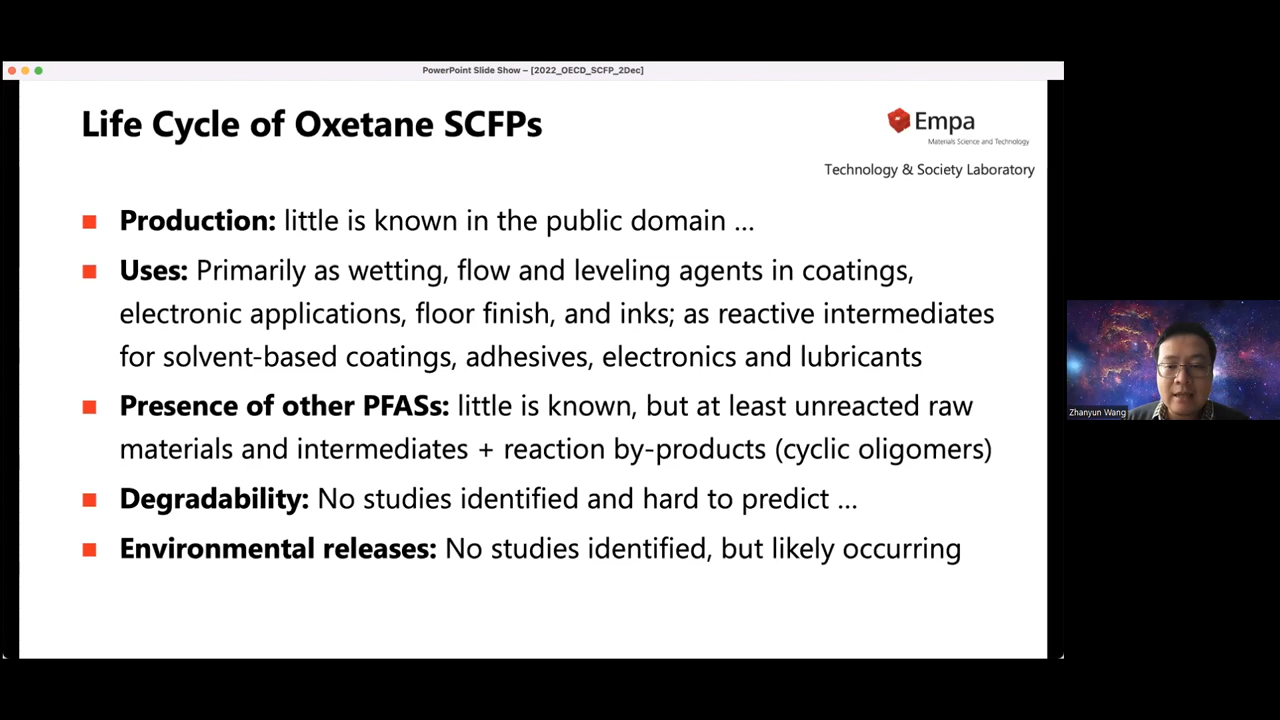 PowerPoint Slide Show – [2022_OECD_SCFP_2Dec]
Life Cycle of Oxetane SCFPs
Empa
Materials Science and Technology
Technology & Society Laboratory
Production: little is known in the public domain ...
Uses: Primarily as wetting, flow and leveling agents in coatings,
electronic applications, floor finish, and inks; as reactive intermediates
for solvent-based coatings, adhesives, electronics and lubricants
Presence of other PFASs: little is known, but at least unreacted raw
materials and intermediates + reaction by-products (cyclic oligomers)
Degradability: No studies identified and hard to predict ...
Environmental releases: No studies identified, but likely occurring
Zhanyun Wang